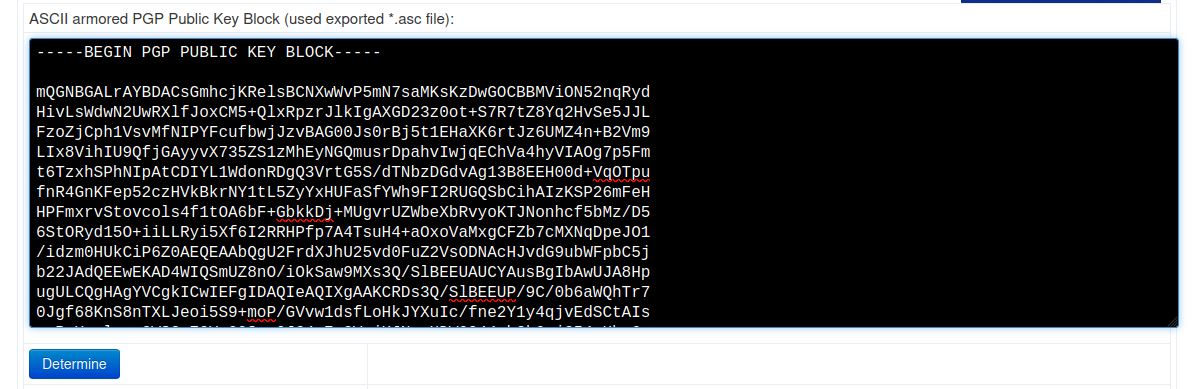 ASCII armored PGP Public Key Block (used exported *.asc file):
-----BEGIN PGP PUBLIC KEY BLOCK-----
mQGNBGALrAYBDACsGmhcjKRelsBCNXwWvP5mN7saMKsKzDwGOCBBMViON52nqRyd
HivLsWdwN2UwRXlfJoxCM5+QlxRpzrJlkIgAXGD23z0ot+S7R7tZ8Yq2HvSe5JJL
FzoZjCph1VsvMfNIPYFcufbwjJzvBAG00Js0rBj5t1EHaXK6rtJz6UMZ4n+B2Vm9
LIx8VihIU9QfjGAyyvX735ZS1zMhEyNGQmusrDpahvIwjqEChVa4hyVIAOg7p5Fm
t6TzxhSPhNIpAtCDIYL1WdonRDgQ3VrtG5S/dTNbzDGdvAg13B8EEH00d+VqOTpu
fnR4GnKFep52czHVkBkrNY1tL5ZyYxHUFaSfYWh9FI2RUGQSbCihAIzKSP26mFeH
HPFmxrvStovcols4f1tOA6bF+GbkkDj+MUgvrUZWbeXbRvyoKTJNonhcf5bMz/D5
6StORyd15O+iiLLRyi5Xf6I2RRHPfp7A4TsuH4+aOxoVaMxgCFZb7cMXNqDpeJO1
/idzm0HUkCiP6Z0AEQEAAbQgU2FrdXJhU25vd0FuZ2VsODNAcHJvdG9ubWFpbC5j
b22JAdQEEwEKAD4WIQSmUZ8nO/iOkSaw9MXs3Q/SlBEEUAUCYAusBgIbAwUJA8Hp
ugULCQgHAgYVCgkICwIEFgIDAQIeAQIXgAAKCRDs3Q/SlBEEUP/9C/0b6aWQhTr7
0Jgf68KnS8nTXLJeoi5S9+moP/GVvw1dsfLoHkJYXuIc/fne2Y1y4qjvEdSCtAIs
Determine